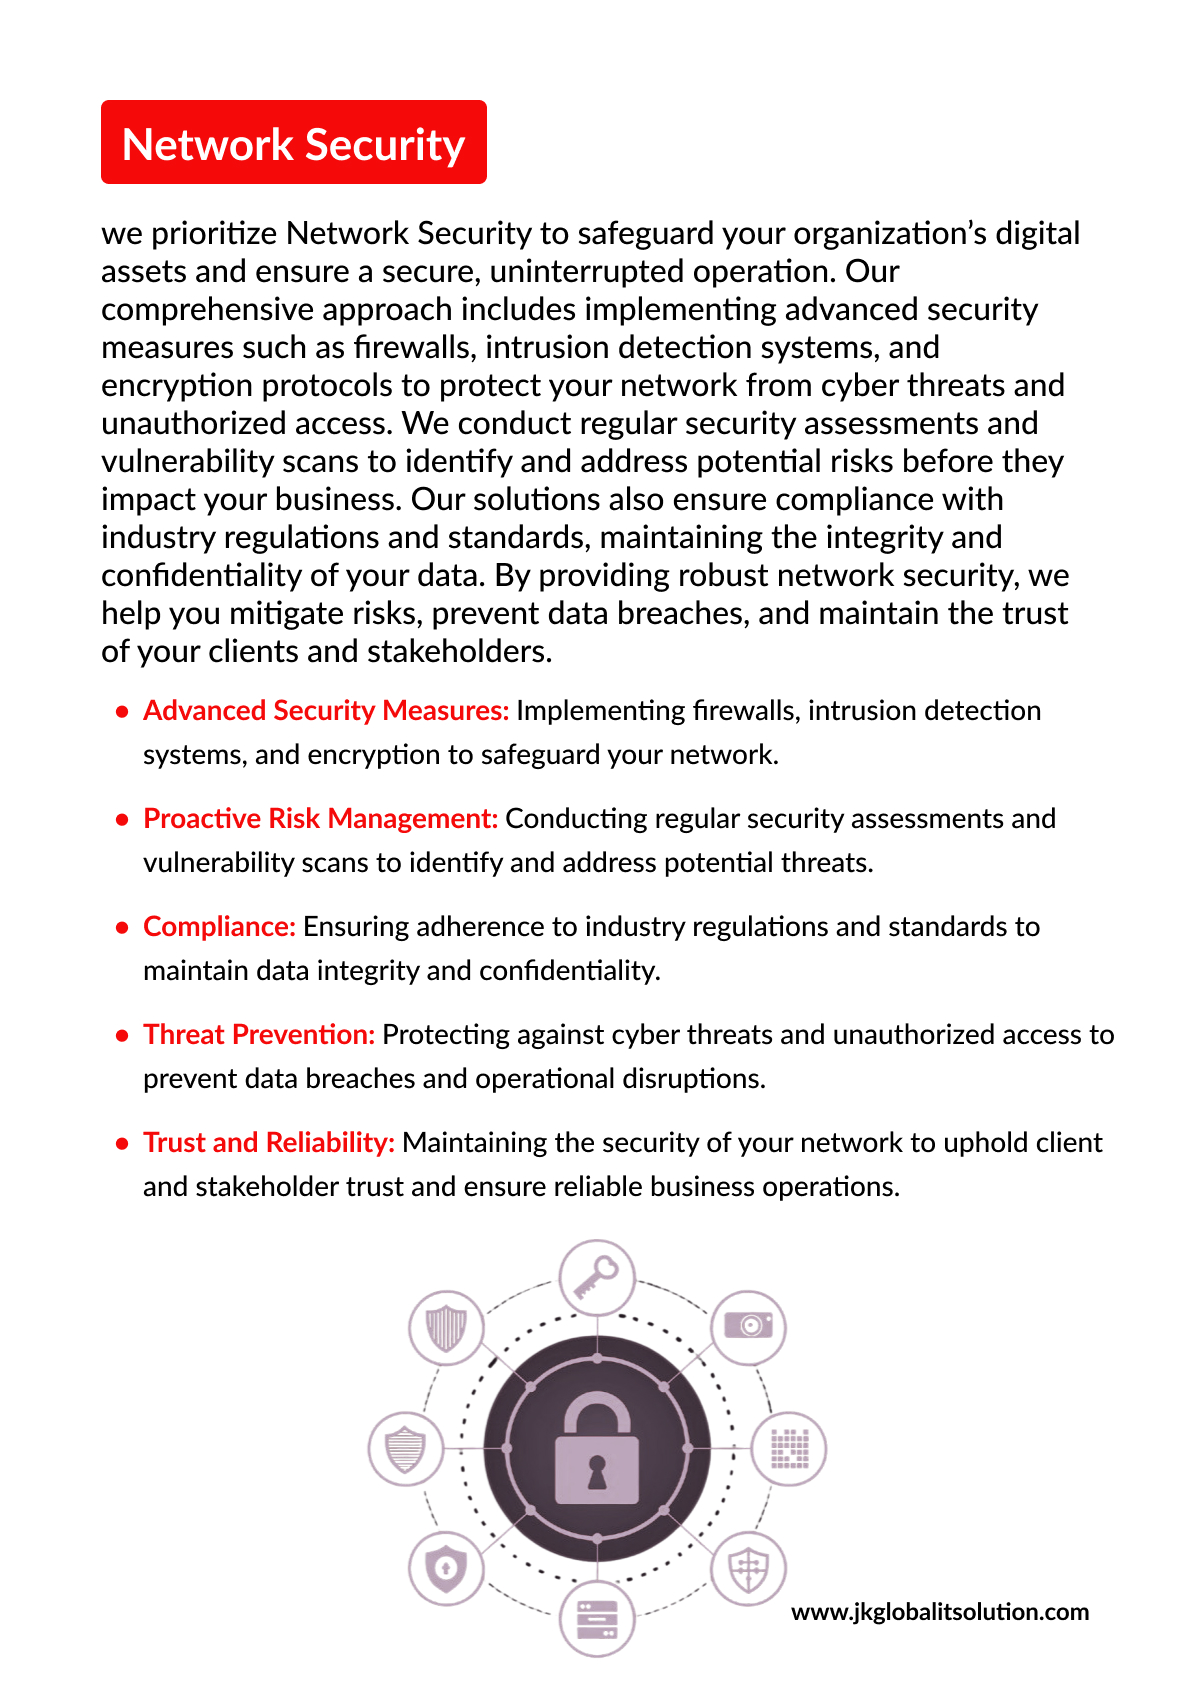 Network Security
we prioritize Network Security to safeguard your organization’s digital
assets and ensure a secure, uninterrupted operation. Our
comprehensive approach includes implementing advanced security
measures such as firewalls, intrusion detection systems, and
encryption protocols to protect your network from cyber threats and
unauthorized access. We conduct regular security assessments and
vulnerability scans to identify and address potential risks before they
impact your business. Our solutions also ensure compliance with
industry regulations and standards, maintaining the integrity and
confidentiality of your data. By providing robust network security, we
help you mitigate risks, prevent data breaches, and maintain the trust
of your clients and stakeholders.
● Advanced Security Measures: Implementing firewalls, intrusion detection
systems, and encryption to safeguard your network.
● Proactive Risk Management: Conducting regular security assessments and
vulnerability scans to identify and address potential threats.
● Compliance: Ensuring adherence to industry regulations and standards to
maintain data integrity and confidentiality.
● Threat Prevention: Protecting against cyber threats and unauthorized access to
prevent data breaches and operational disruptions.
● Trust and Reliability: Maintaining the security of your network to uphold client
and stakeholder trust and ensure reliable business operations.
www.jkglobalitsolution.com